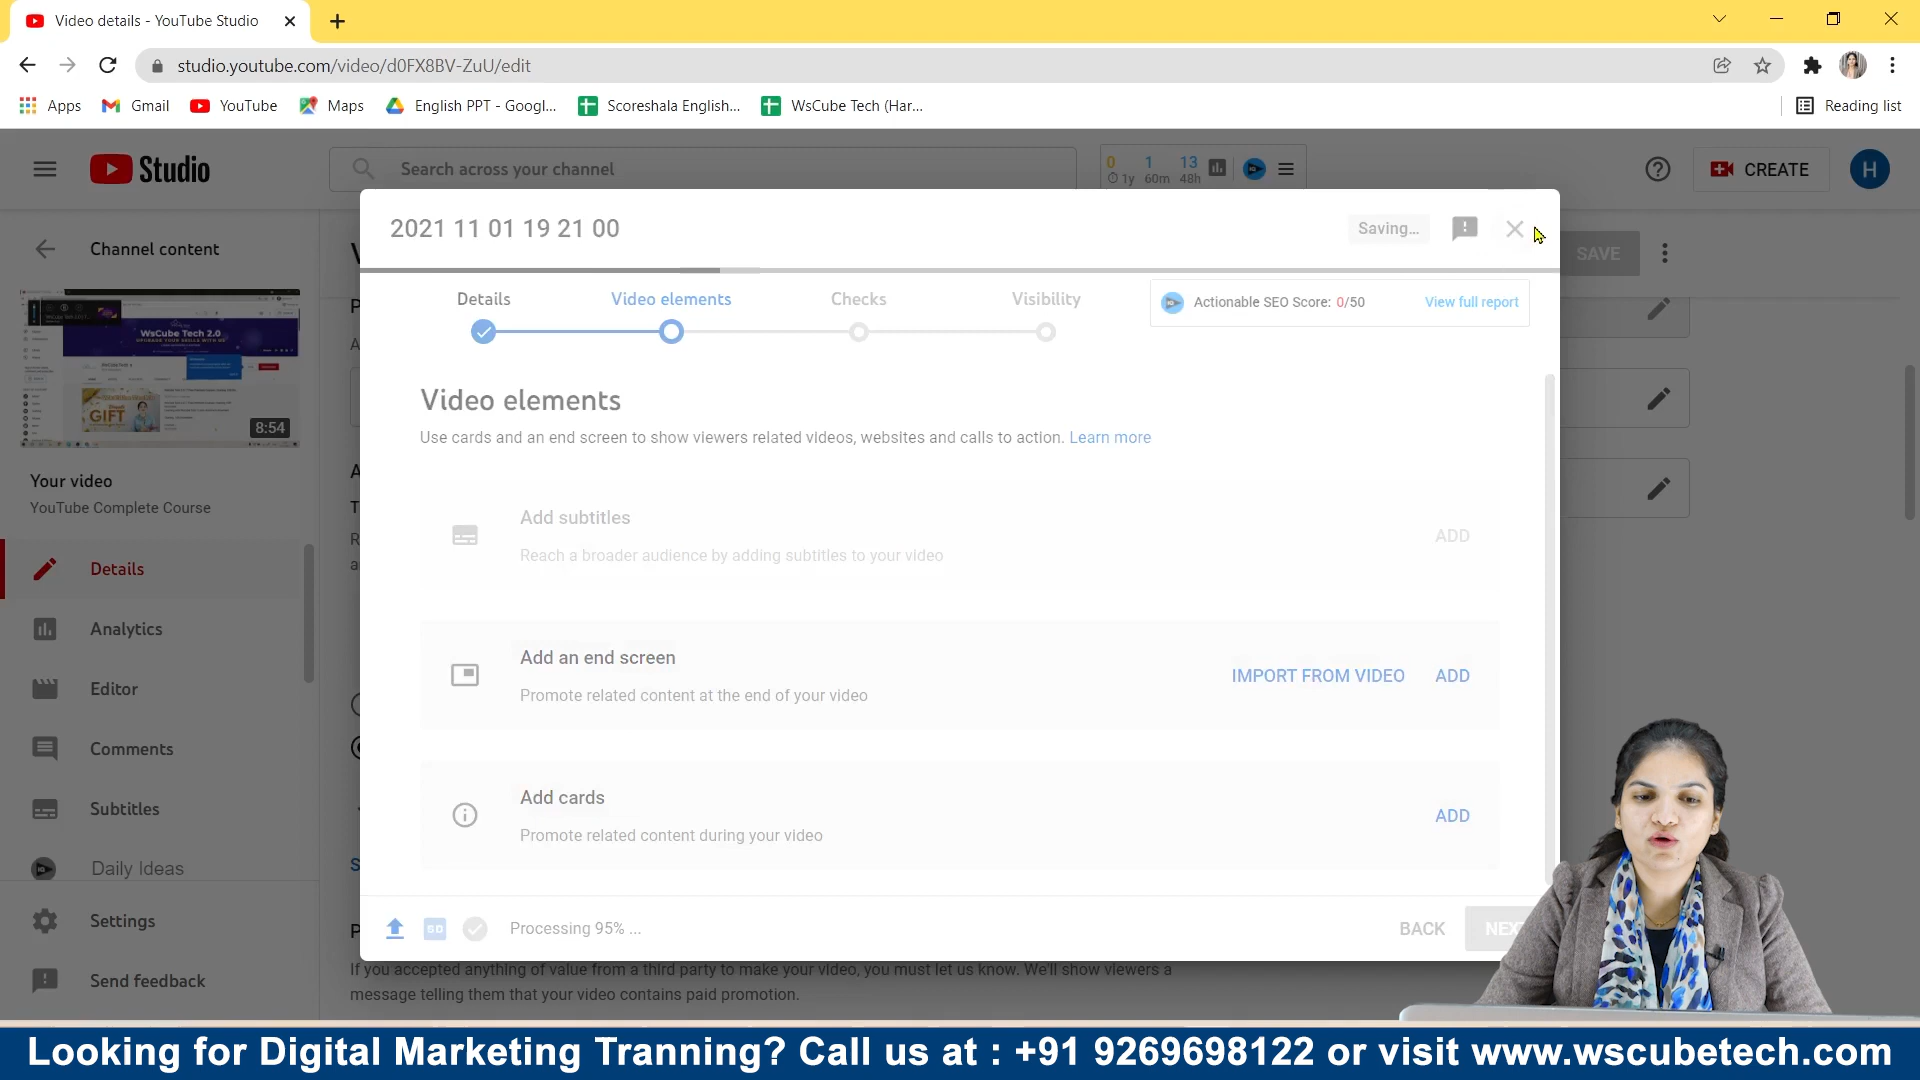 Video details - YouTube Studio
studio.youtube.com/video/d0FX8BV-ZuU/edit
Apps
Gmail
YouTube
Maps
English PPT - Googl...
Scoreshala English...
WsCube Tech (Har...
Reading list
Studio
Search across your channel
0 1 13
1y 60m 48h
CREATE
H
2021 11 01 19 21 00
Saving...
Channel content
SAVE
Details
Video elements
Checks
Visibility
Actionable SEO Score: 0/50
View full report
WsCube Tech 2.0
GIFT
8:54
Your video
YouTube Complete Course
Video elements
Use cards and an end screen to show viewers related videos, websites and calls to action. Learn more
Add subtitles
Reach a broader audience by adding subtitles to your video
ADD
Add an end screen
Promote related content at the end of your video
IMPORT FROM VIDEO
ADD
Add cards
Promote related content during your video
ADD
Details
Analytics
Editor
Comments
Subtitles
Daily Ideas
Settings
Send feedback
SD
Processing 95% ...
BACK
If you accepted anything of value from a third party to make your video, you must let us know. We'll show viewers a
message telling them that your video contains paid promotion.
Looking for Digital Marketing Tranning? Call us at : +91 9269698122 or visit www.wscubetech.com